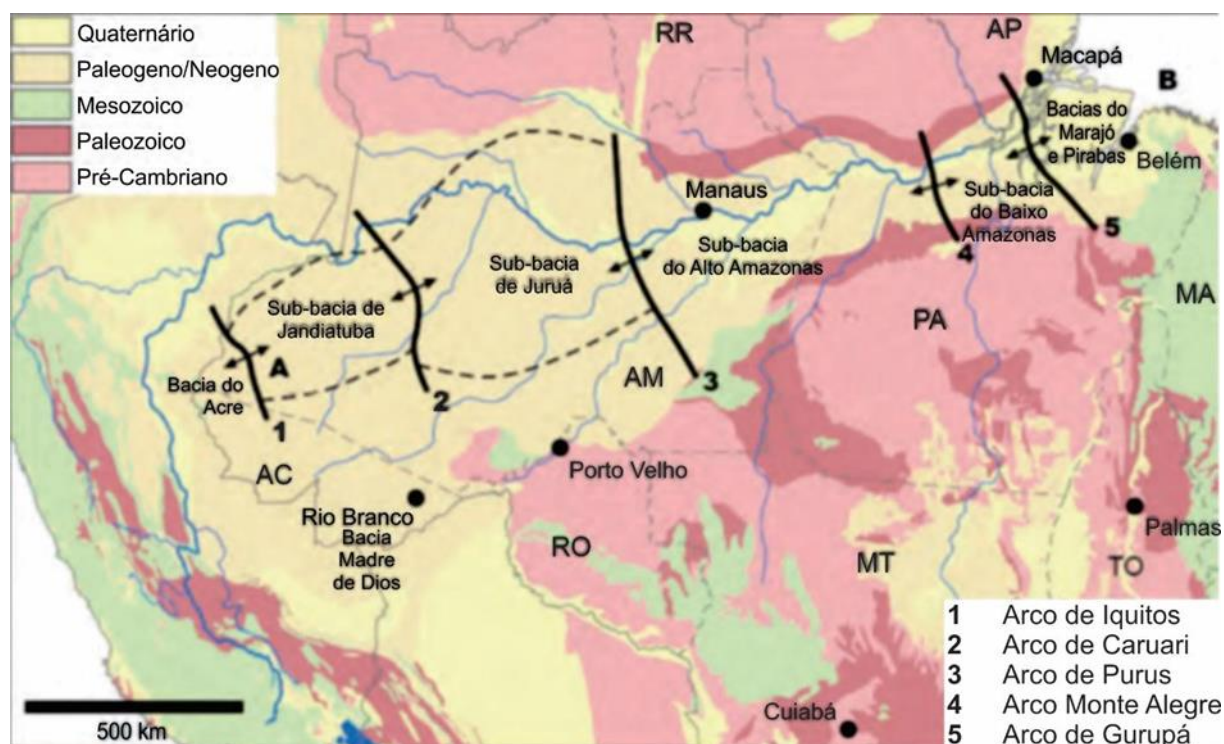 Quaternário
Paleogeno/Neogeno
Mesozoico
Paleozoico
Pré-Cambriano
RR
AP
Macapá
B
Bacias do
Marajó
e Pirabas
Belém
Manaus
Sub-bacia
do Baixo
Amazonas
5
4
Sub-bacia
do Alto Amazonas
Sub-bacia
de Juruá
Sub-bacia de
Jandiatuba
A
Bacia do
Acre
1
2
3
AM
PA
MA
AC
Porto Velho
Rio Branco
Bacia
Madre
de Dios
RO
MT
Palmas
TO
Cuiabá
500 km
1 Arco de Iquitos
2 Arco de Caruari
3 Arco de Purus
4 Arco Monte Alegre
5 Arco de Gurupá